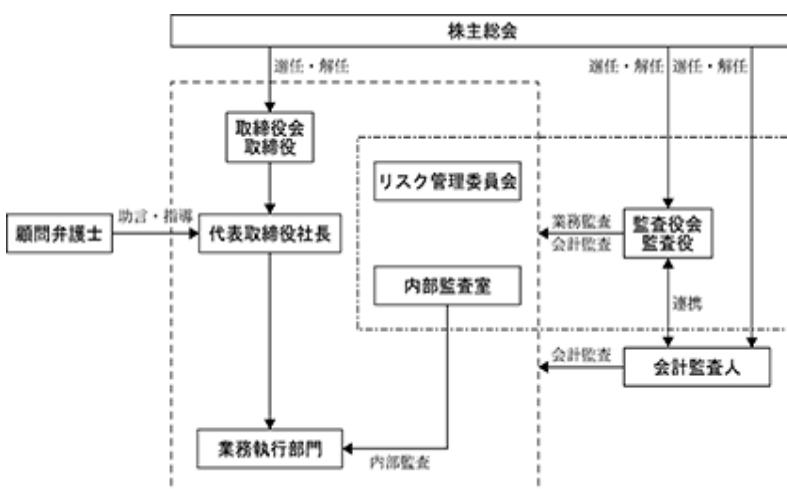 株主総会
選任・解任
選任・解任
選任・解任
取締役会
取締役
リスク管理委員会
助言・指導
顧問弁護士
代表取締役社長
業務監査
会計監査
監査役会
監査役
内部監査室
連携
会計監査
会計監査人
業務執行部門
内部監査